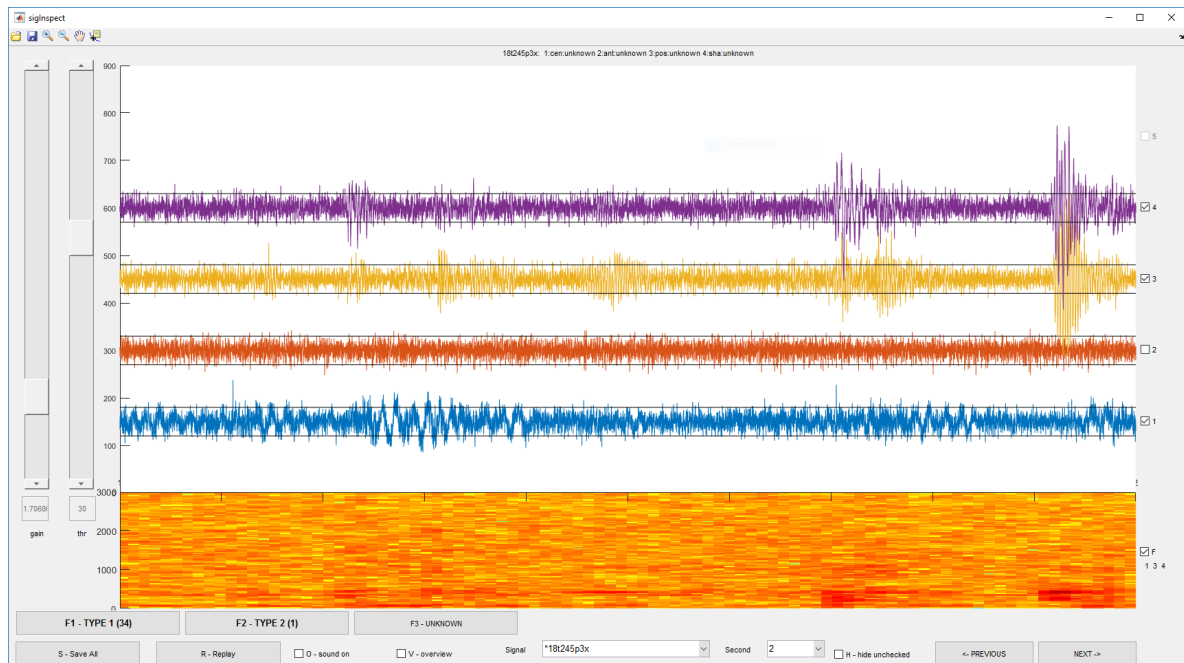 sigInspect
18t245p3x: 1:cen:unknown 2:ant:unknown 3:pos:unknown 4:sha:unknown
900
800
700
600
500
400
300
200
100
5
4
3
2
1
3000
2000
1000
0
2
F
1 3 4
30
gain
thr
F1 - TYPE 1 (34)
F2 - TYPE 2 (1)
F3 - UNKNOWN
S - Save All
R - Replay
O - sound on
V - overview
Signal
*18t245p3x
Second
2
H - hide unchecked
<- PREVIOUS
NEXT ->